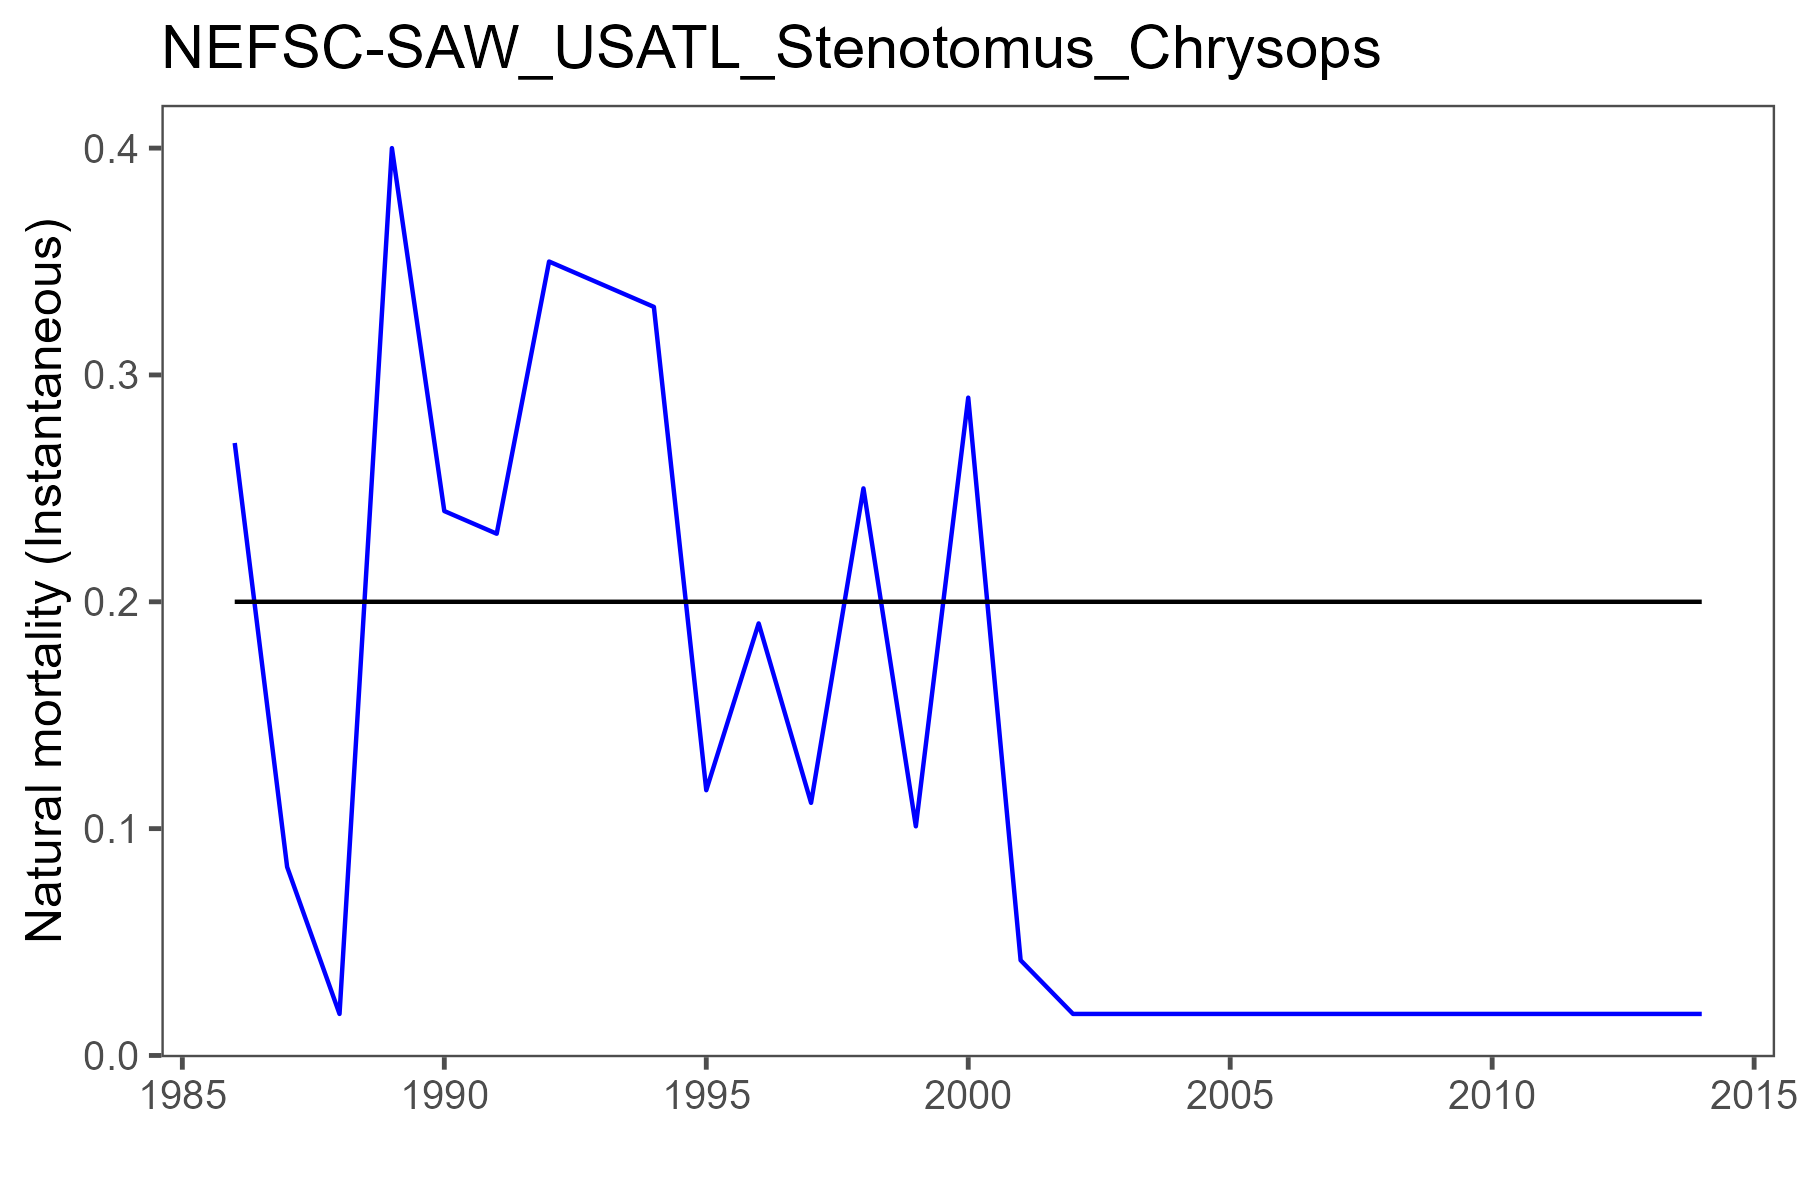 NEFSC-SAW_USATL_Stenotomus_Chrysops
Natural mortality (Instantaneous)
0.4
0.3
0.2
0.1
0.0
1985 1990 1995 2000 2005 2010 2015